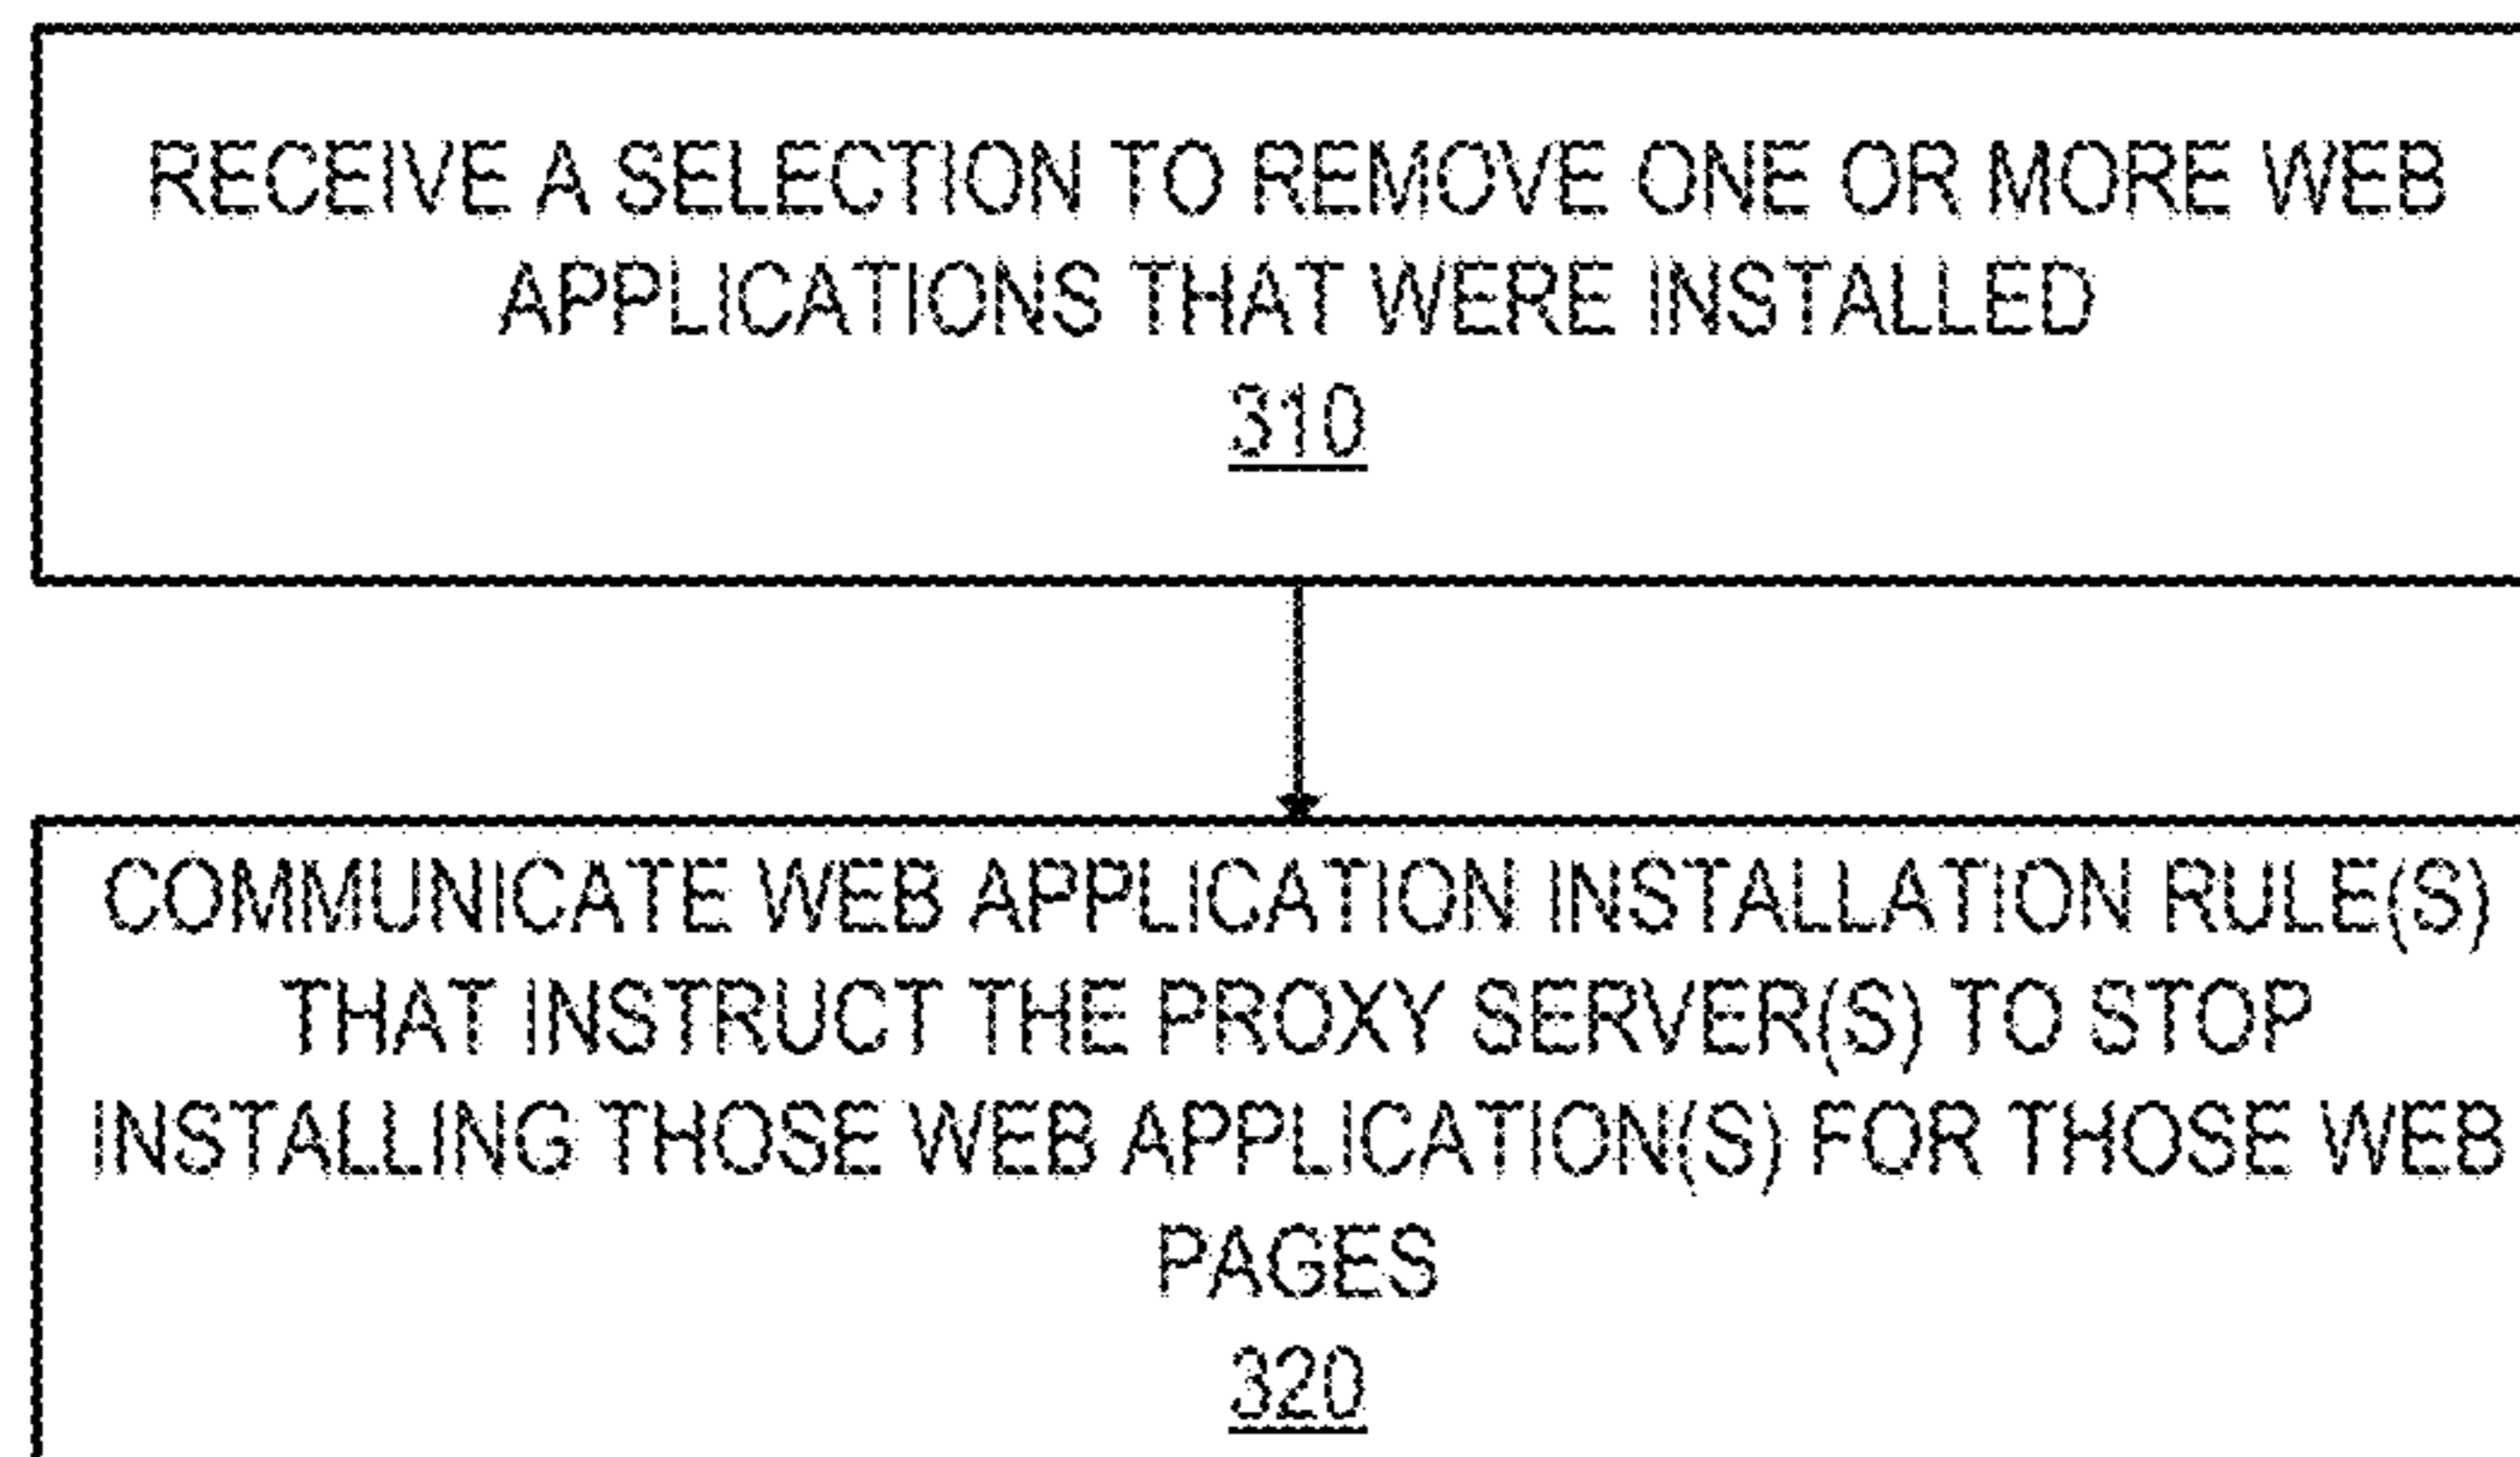 RECEIVE A SELECTION TO REMOVE ONE OR MORE WEB
APPLICATIONS THAT WERE INSTALLED
310
COMMUNICATE WEB APPLICATION INSTALLATION RULE(S)
THAT INSTRUCT THE PROXY SERVER(S) TO STOP
INSTALLING THOSE WEB APPLICATION(S) FOR THOSE WEB
PAGES
320